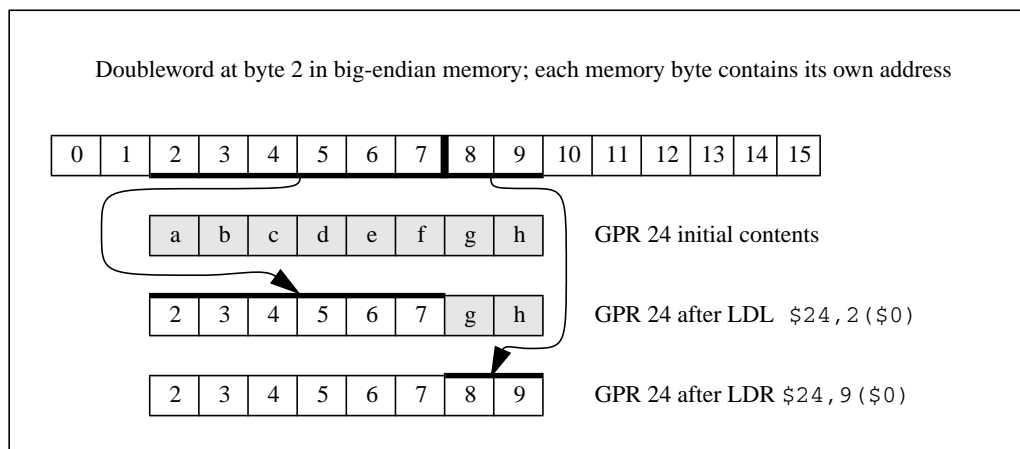 Doubleword at byte 2 in big-endian memory; each memory byte contains its own address
0 1 2 3 4 5 6 7 8 9 10 11 12 13 14 15
a b c d e f g h GPR 24 initial contents
2 3 4 5 6 7 g h GPR 24 after LDL $24,2($0)
2 3 4 5 6 7 8 9 GPR 24 after LDR $24,9($0)